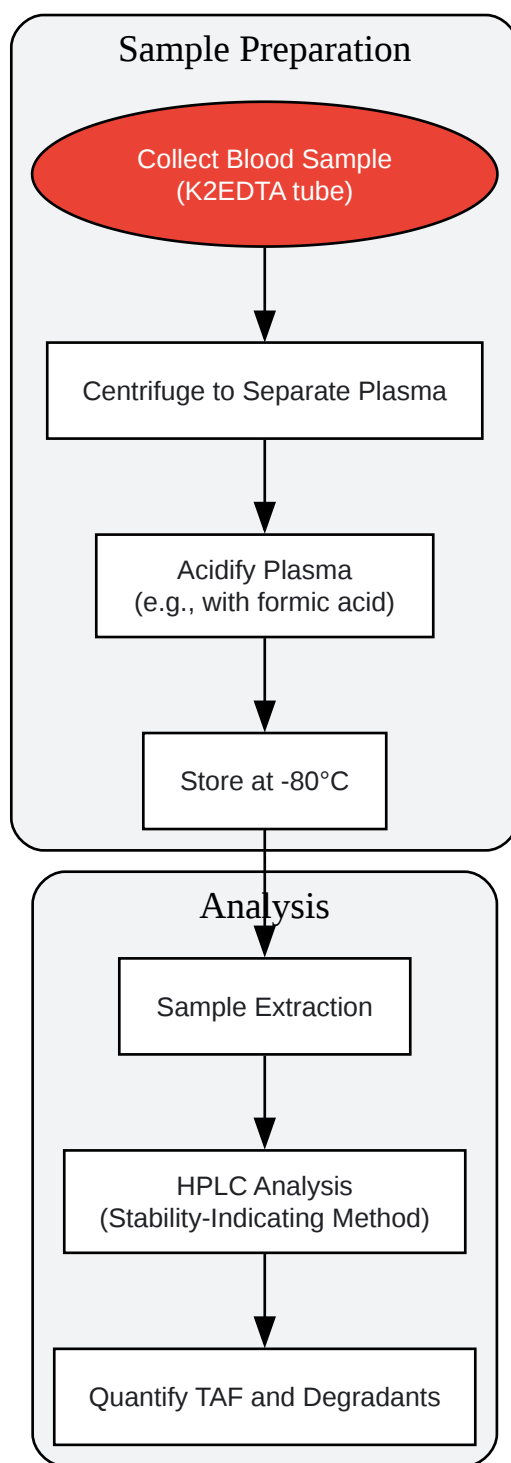 Sample Preparation
Collect Blood Sample
(K2EDTA tube)
Centrifuge to Separate Plasma
Acidify Plasma
(e.g., with formic acid)
Store at -80°C
Analysis
Sample Extraction
HPLC Analysis
(Stability-Indicating Method)
Quantify TAF and Degradants